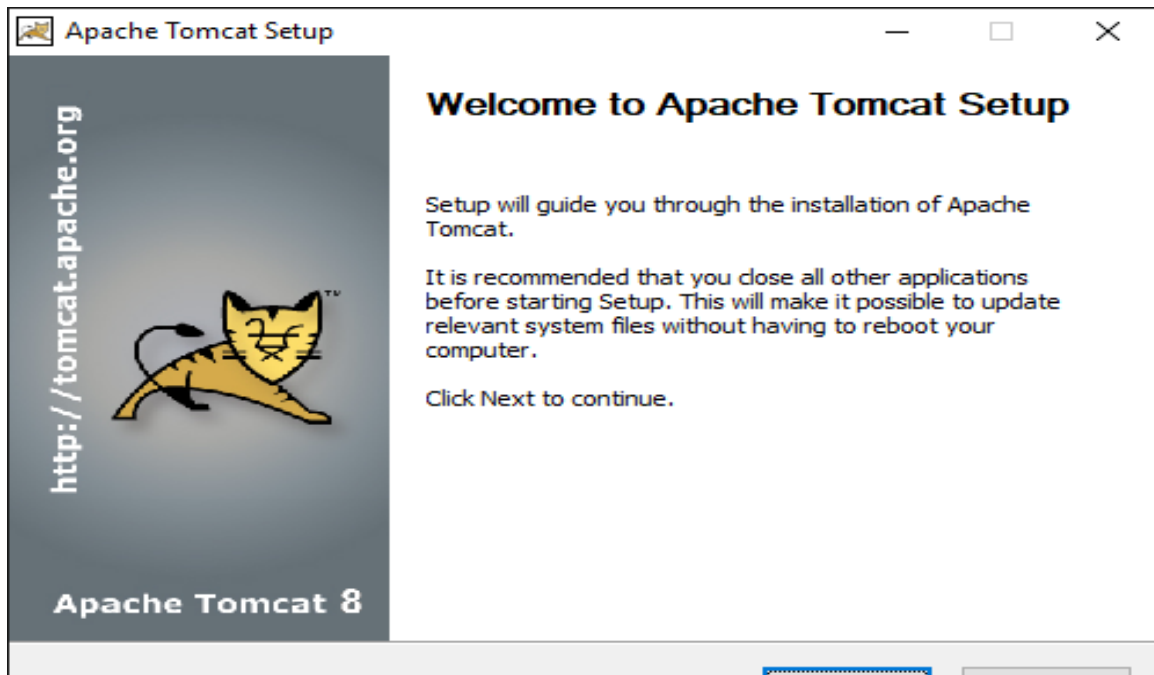 Apache Tomcat Setup
http://tomcat.apache.org
Apache Tomcat 8
Welcome to Apache Tomcat Setup
Setup will guide you through the installation of Apache
Tomcat.
It is recommended that you close all other applications
before starting Setup. This will make it possible to update
relevant system files without having to reboot your
computer.
Click Next to continue.
TM